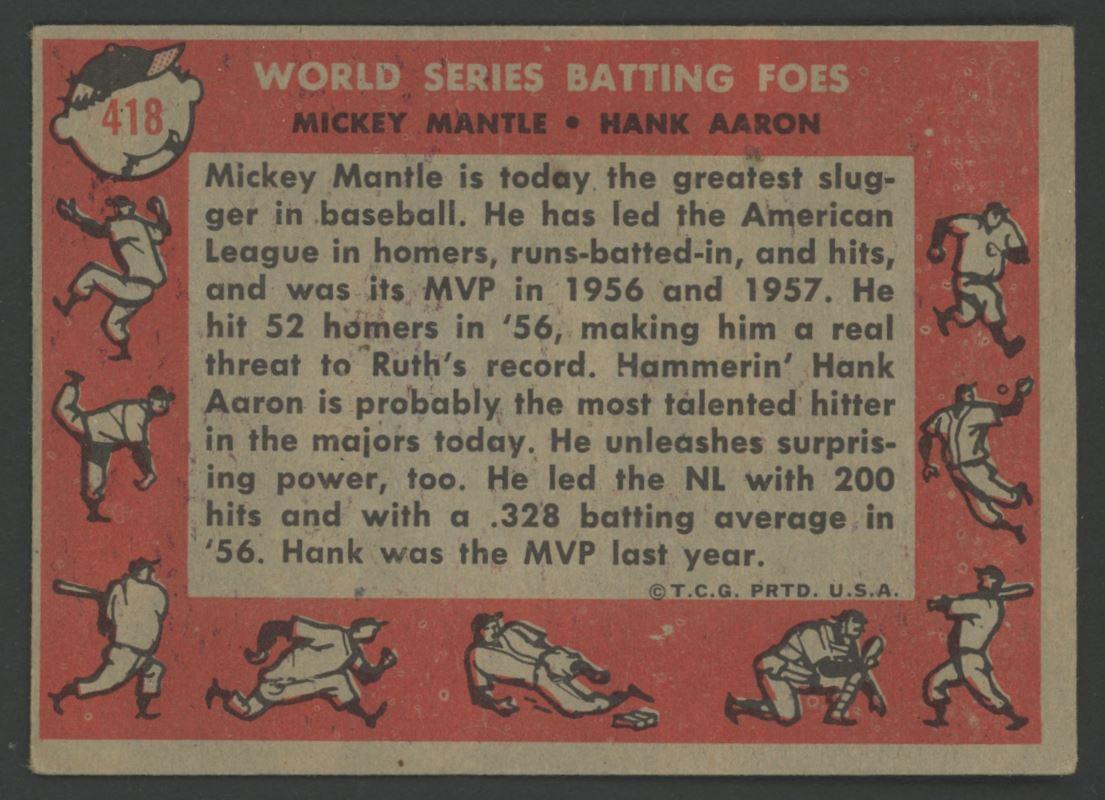 418
WORLD SERIES BATTING FOES
MICKEY MANTLE • HANK AARON
Mickey Mantle is today the greatest slug-
ger in baseball. He has led the American
League in homers, runs-batted-in, and hits,
and was its MVP in 1956 and 1957. He
hit 52 homers in '56, making him a real
threat to Ruth's record. Hammerin' Hank
Aaron is probably the most talented hitter
in the majors today. He unleashes surpris-
ing power, too. He led the NL with 200
hits and with a .328 batting average in
'56. Hank was the MVP last year.
© T.C.G. PRTD. U.S.A.